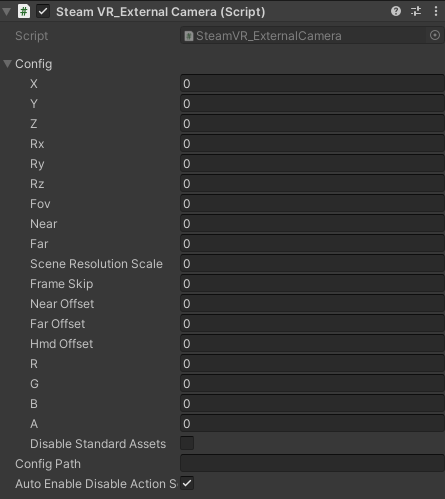 Steam VR_External Camera (Script)
Script SteamVR_ExternalCamera
Config
X 0
Y 0
Z 0
Rx 0
Ry 0
Rz 0
Fov 0
Near 0
Far 0
Scene Resolution Scale 0
Frame Skip 0
Near Offset 0
Far Offset 0
Hmd Offset 0
R 0
G 0
B 0
A 0
Disable Standard Assets
Config Path
Auto Enable Disable Action S